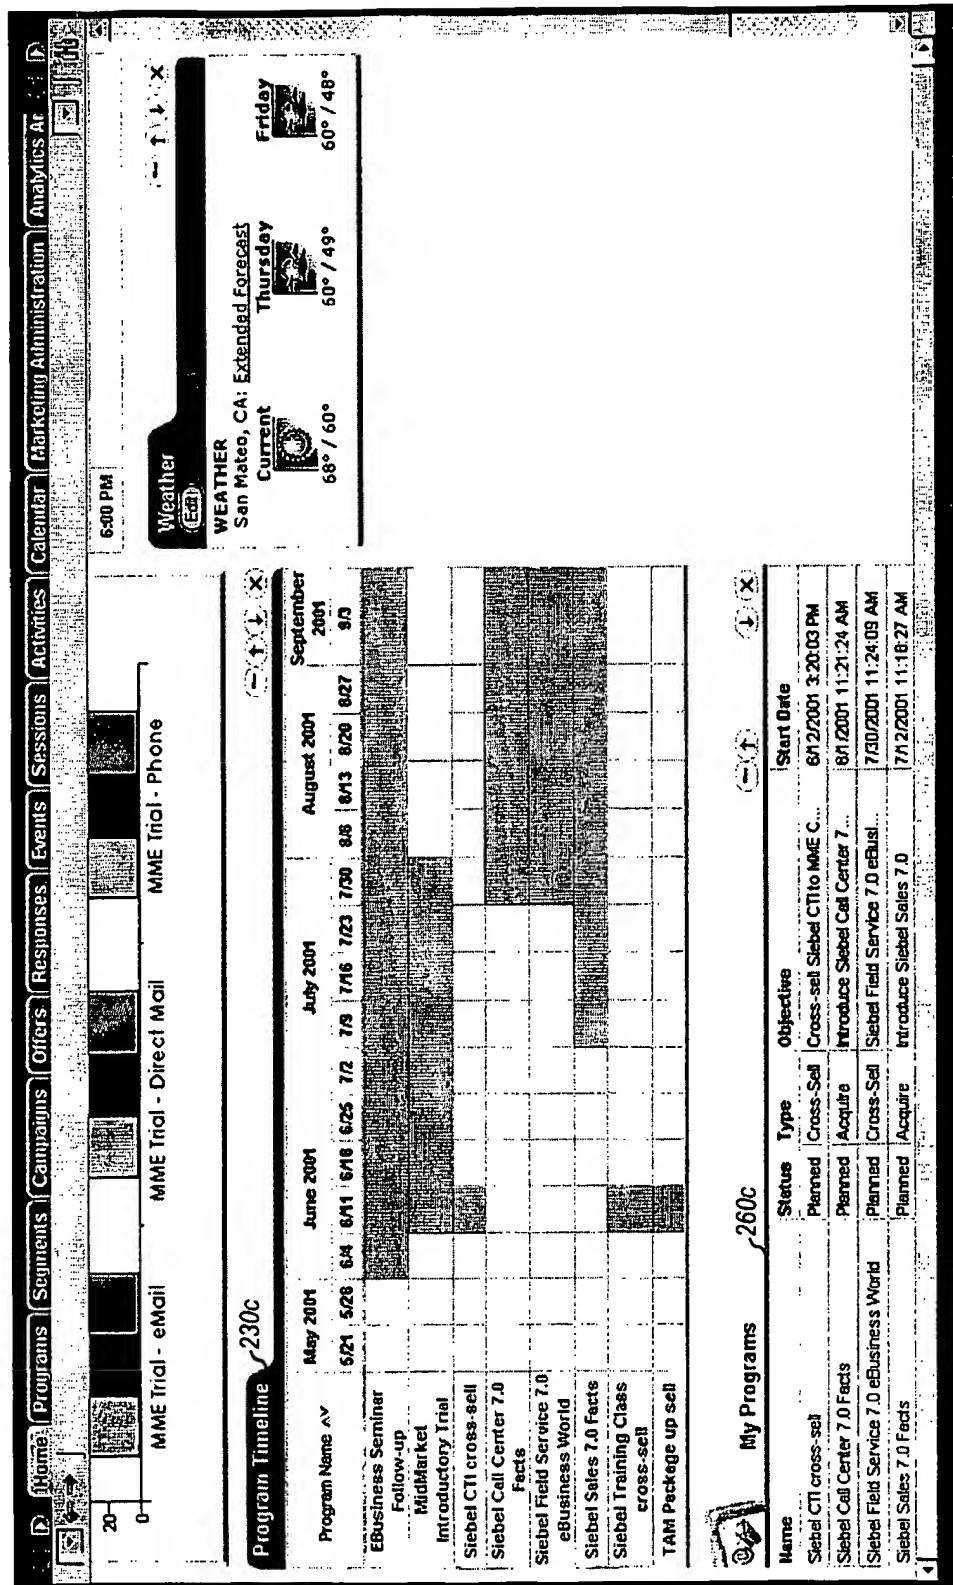 Home Programs Segments Campaigns Offers Responses Events Sessions Activities Calendar Marketing Administration Analytics Ar
20
0
MME Trial - eMail MME Trial - Direct Mail MME Trial - Phone
6:00 PM
Program Timeline 230c
Program Name May 2001 June 2001 July 2001 August 2001 September 2001
5/21 5/28 6/4 6/11 6/18 6/25 7/2 7/9 7/16 7/23 7/30 8/6 8/13 8/20 8/27 9/3
EBusiness Seminar
Follow-up
MidMarket
Introductory Trial
Siebel CTI cross-sell
Siebel Call Center 7.0
Facts
Siebel Field Service 7.0
eBusiness World
Siebel Sales 7.0 Facts
Siebel Training Class
cross-sell
TAM Package up sell
Weather
Edit
WEATHER
San Mateo, CA: Extended Forecast
Current Thursday Friday
68° / 60° 60° / 49° 60° / 48°
My Programs 260c
Name Status Type Objective Start Date
Siebel CTI cross-sell Planned Cross-Sell Cross-sell Siebel CTI to MME C... 6/12/2001 3:20:03 PM
Siebel Call Center 7.0 Facts Planned Acquire Introduce Siebel Call Center 7... 8/1/2001 11:21:24 AM
Siebel Field Service 7.0 eBusiness World Planned Cross-Sell Siebel Field Service 7.0 eBusi... 7/30/2001 11:24:09 AM
Siebel Sales 7.0 Facts Planned Acquire Introduce Siebel Sales 7.0 7/12/2001 11:18:27 AM